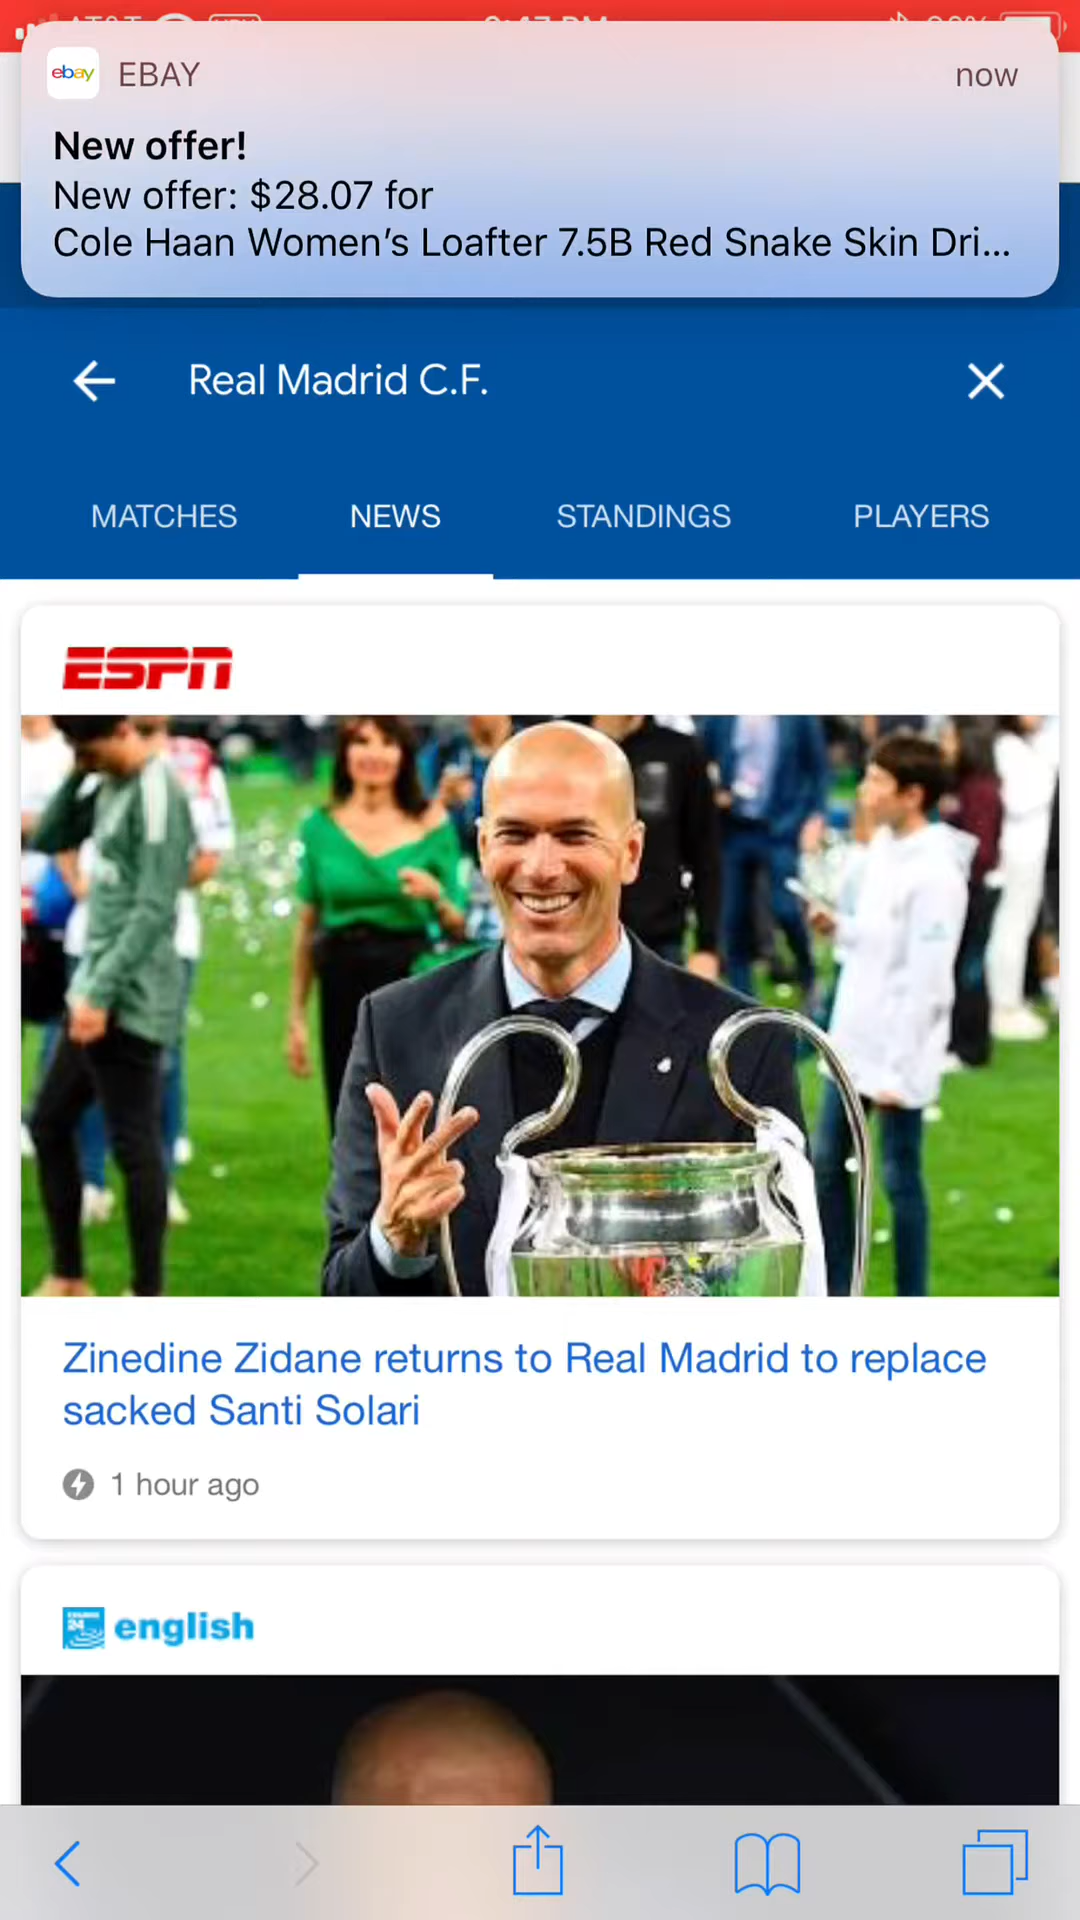 ebay EBAY now
New offer!
New offer: $28.07 for
Cole Haan Women's Loafter 7.5B Red Snake Skin Dri...
Real Madrid C.F.
MATCHES NEWS STANDINGS PLAYERS
ESPN
Zinedine Zidane returns to Real Madrid to replace
sacked Santi Solari
1 hour ago
24 english